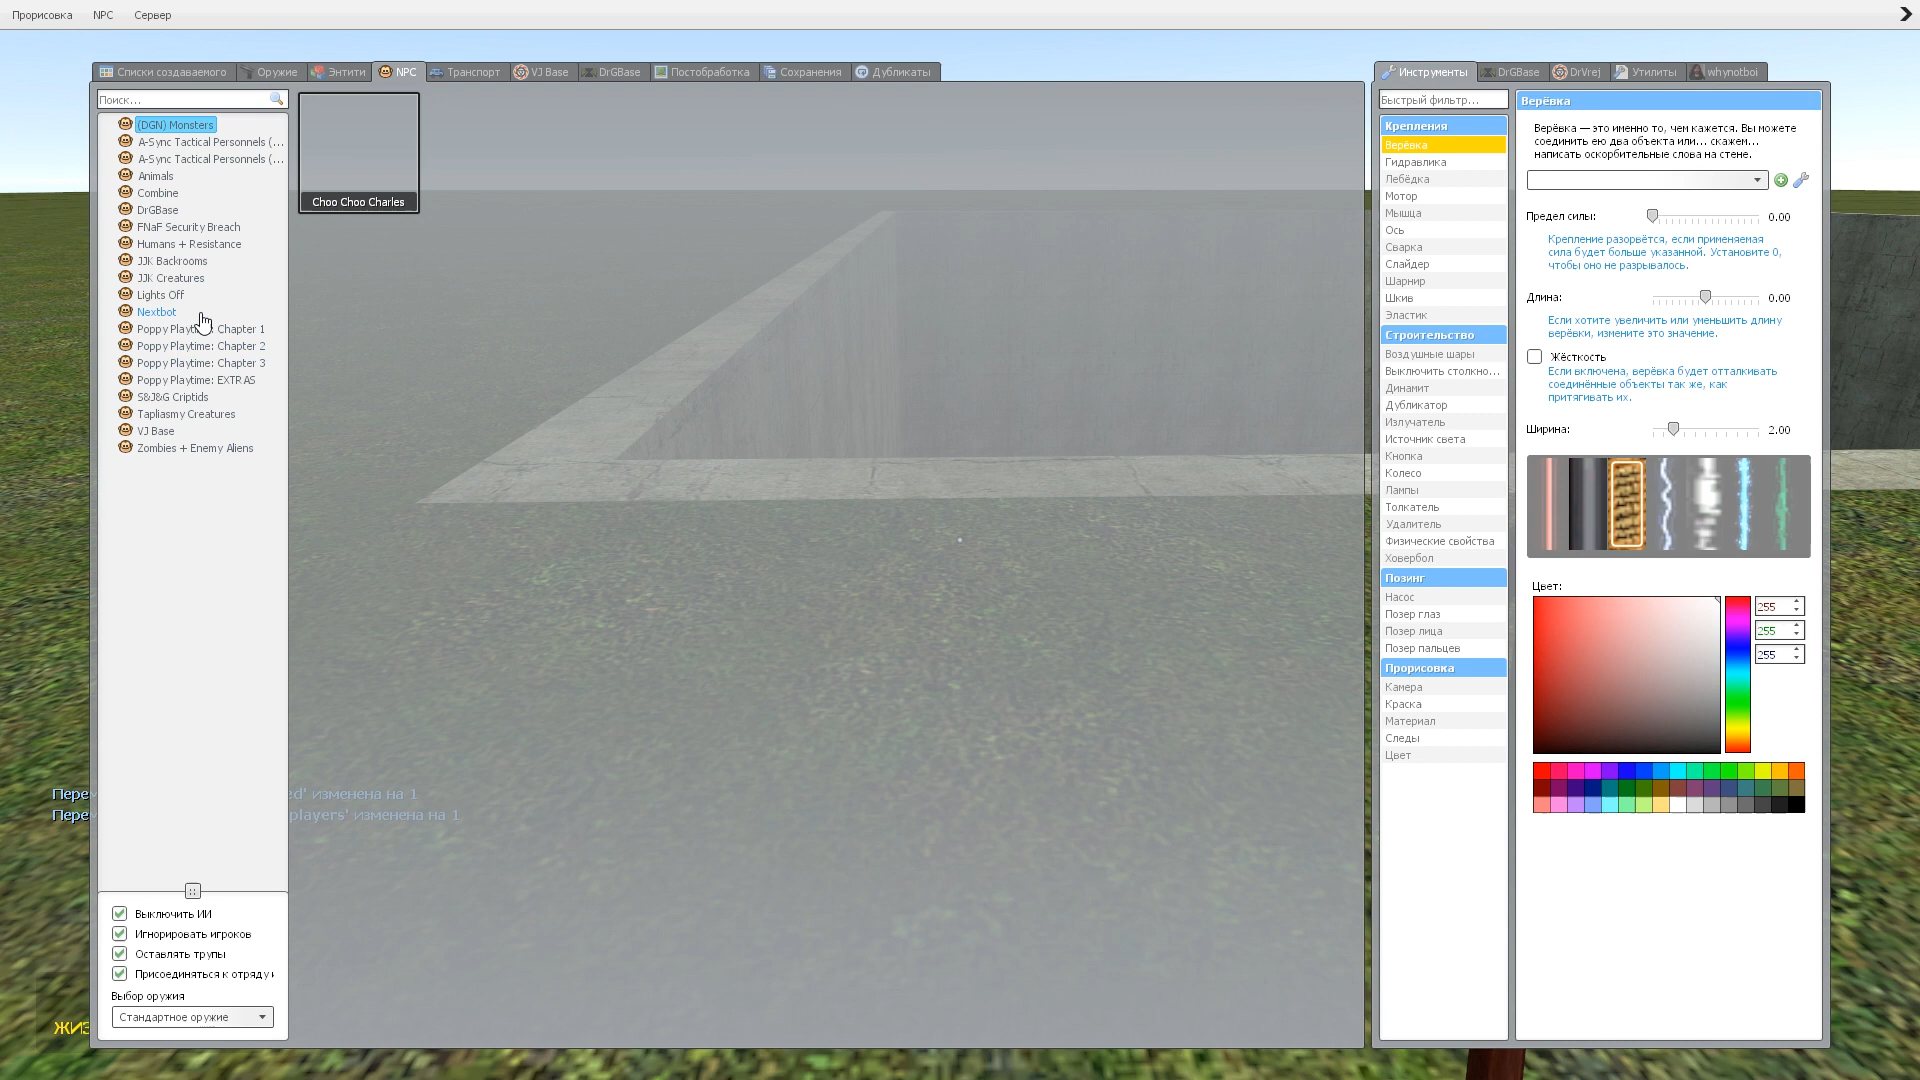 Прорисовка NPC Сервер
Списки создаваемого Оружие Энтити NPC Транспорт VJ Base DrGBase Постобработка Сохранения Дубликаты
Инструменты DrGBase DrVrej Утилиты whynotboi
Поиск...
(DGN) Monsters
A-Sync Tactical Personnels (...
A-Sync Tactical Personnels (...
Animals
Combine
DrGBase
FNaF Security Breach
Humans + Resistance
JJK Backrooms
JJK Creatures
Lights Off
Nextbot
Poppy Playtime: Chapter 1
Poppy Playtime: Chapter 2
Poppy Playtime: Chapter 3
Poppy Playtime: EXTRAS
S&J&G Criptids
Tapliasmy Creatures
VJ Base
Zombies + Enemy Aliens
Choo Choo Charles
Пере ed' изменена на 1
Пере players' изменена на 1
Выключить ИИ
Игнорировать игроков
Оставлять трупы
Присоединяться к отряду
Выбор оружия
Стандартное оружие
ЖИЗ
Быстрый фильтр...
Крепления
Верёвка
Гидравлика
Лебёдка
Мотор
Мышца
Ось
Сварка
Слайдер
Шарнир
Шкив
Эластик
Строительство
Воздушные шары
Выключить столкно...
Динамит
Дубликатор
Излучатель
Источник света
Кнопка
Колесо
Лампы
Толкатель
Удалитель
Физические свойства
Ховербол
Позинг
Насос
Позер глаз
Позер лица
Позер пальцев
Прорисовка
Камера
Краска
Материал
Следы
Цвет
Верёвка
Верёвка — это именно то, чем кажется. Вы можете
соединить ею два объекта или... скажем...
написать оскорбительные слова на стене.
Предел силы: 0.00
Крепление разорвётся, если применяемая
сила будет больше указанной. Установите 0,
чтобы оно не разрывалось.
Длина: 0.00
Если хотите увеличить или уменьшить длину
верёвки, измените это значение.
Жёсткость
Если включена, верёвка будет отталкивать
соединённые объекты так же, как
притягивать их.
Ширина: 2.00
Цвет:
255
255
255